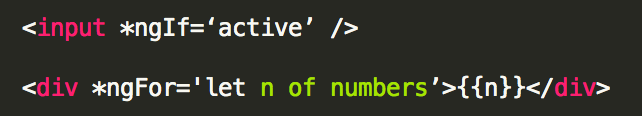 <input *ngIf=‘active’ />
<div *ngFor='let n of numbers’>{{n}}</div>